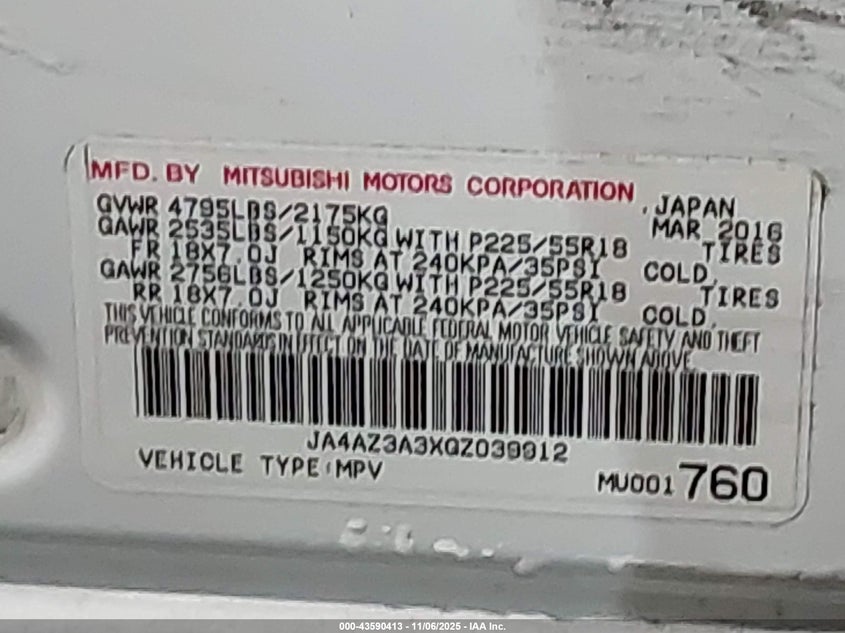 MFD. BY MITSUBISHI MOTORS CORPORATION
GVWR 4795LBS/2175KG , JAPAN
MAR 2016
GAWR 2535LBS/1150KG WITH P225/55R18 TIRES
FR 18X7.0J RIMS AT 240KPA/35PSI COLD,
GAWR 2756LBS/1250KG WITH P225/55R18 TIRES
RR 18X7.0J RIMS AT 240KPA/35PSI COLD,
THIS VEHICLE CONFORMS TO ALL APPLICABLE FEDERAL MOTOR VEHICLE SAFETY AND THEFT
PREVENTION STANDARDS IN EFFECT ON THE DATE OF MANUFACTURE SHOWN ABOVE.
JA4AZ3A3XGZ039912
VEHICLE TYPE:MPV
MU001760
000-43590413 - 11/06/2025 - IAA Inc.